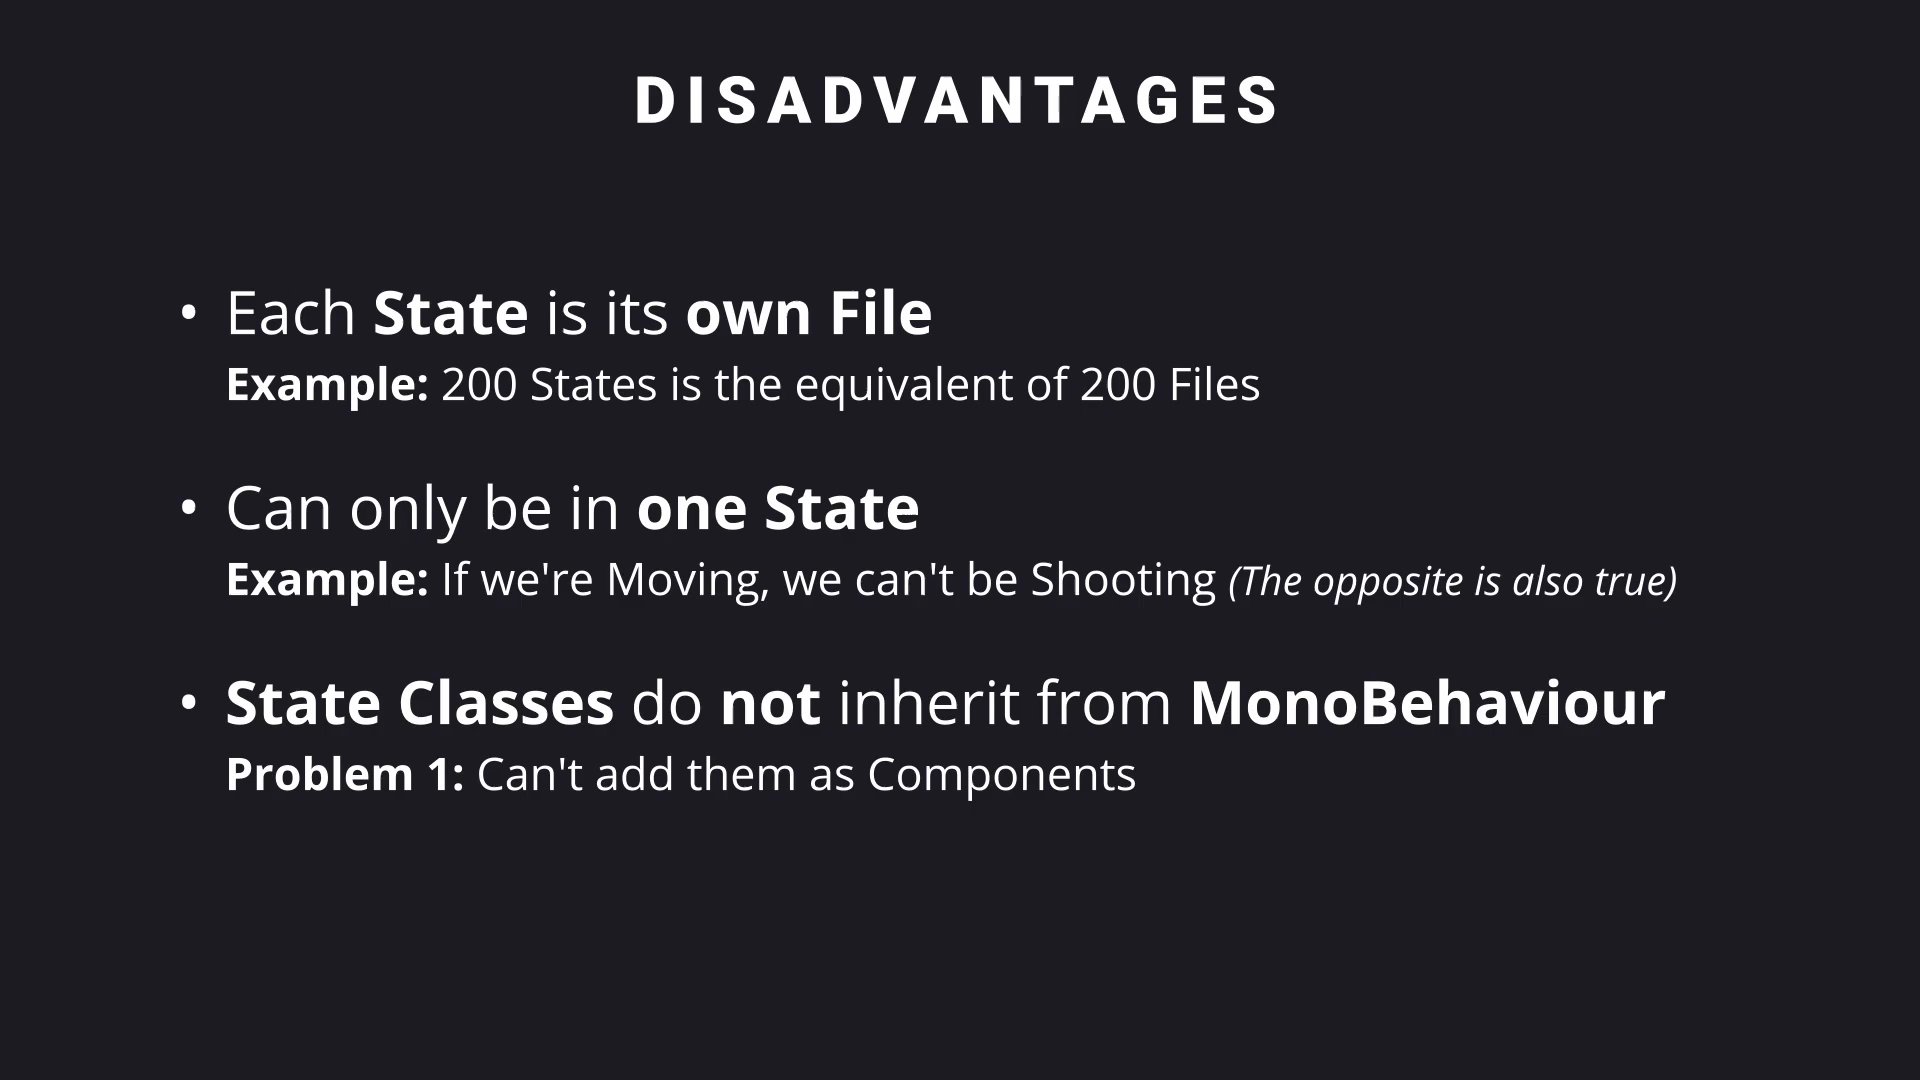 DISADVANTAGES
• Each State is its own File
Example: 200 States is the equivalent of 200 Files
• Can only be in one State
Example: If we're Moving, we can't be Shooting (The opposite is also true)
• State Classes do not inherit from MonoBehaviour
Problem 1: Can't add them as Components